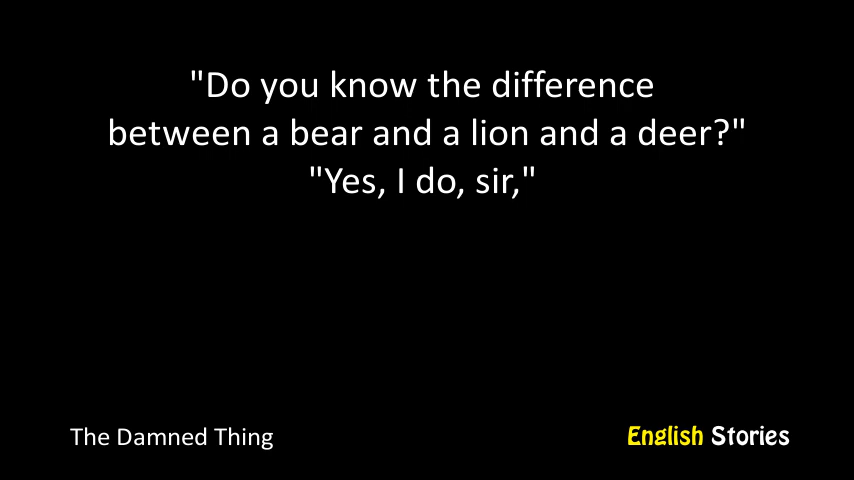 "Do you know the difference
between a bear and a lion and a deer?"
"Yes, I do, sir,"
The Damned Thing
English Stories